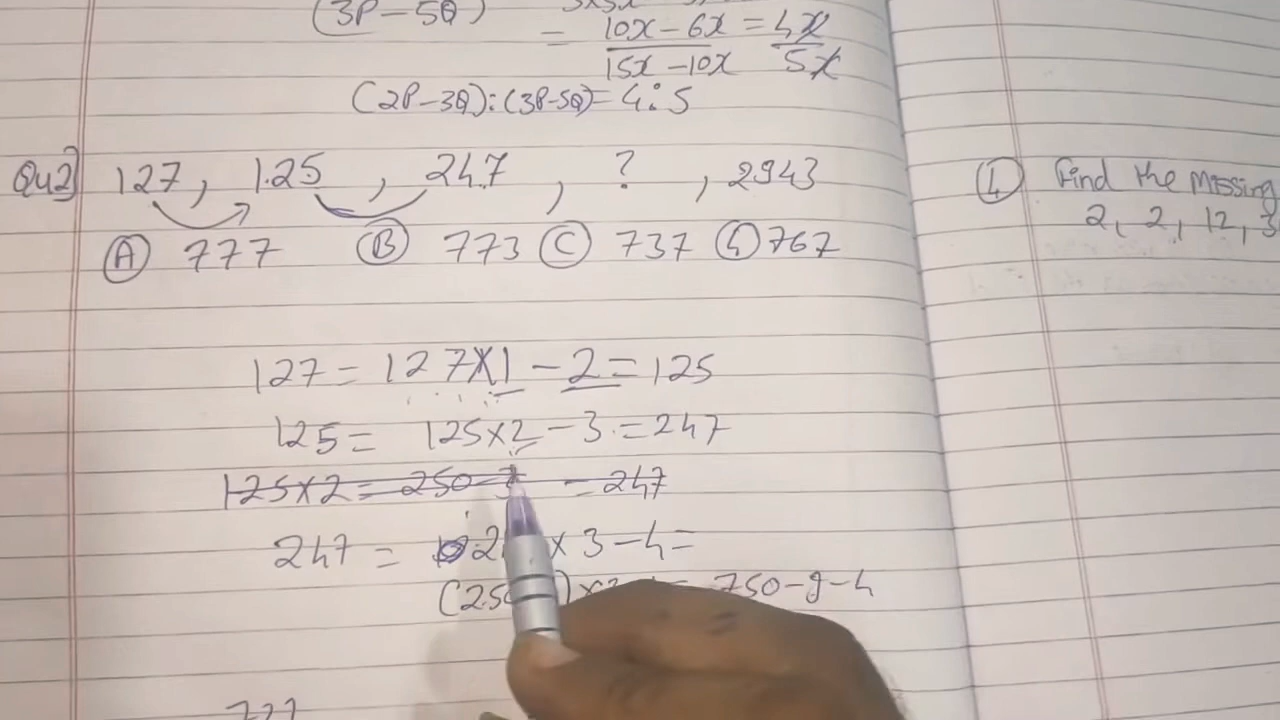 (3P - 5Q)
= 10x - 6x = 4x
15x - 10x 5x
(2P-3Q):(3P-5Q) = 4:5
Qu2] 127, 125, 247, ?, 2943
(A) 777 (B) 773 (C) 737 (4) 767
127 = 127×1 - 2 = 125
125 = 125×2 - 3 = 247
125×2 = 250-3 = 247
247 = × 3 - 4 =
750-9-4
(4) Find the Missing
2, 2, 12, 3